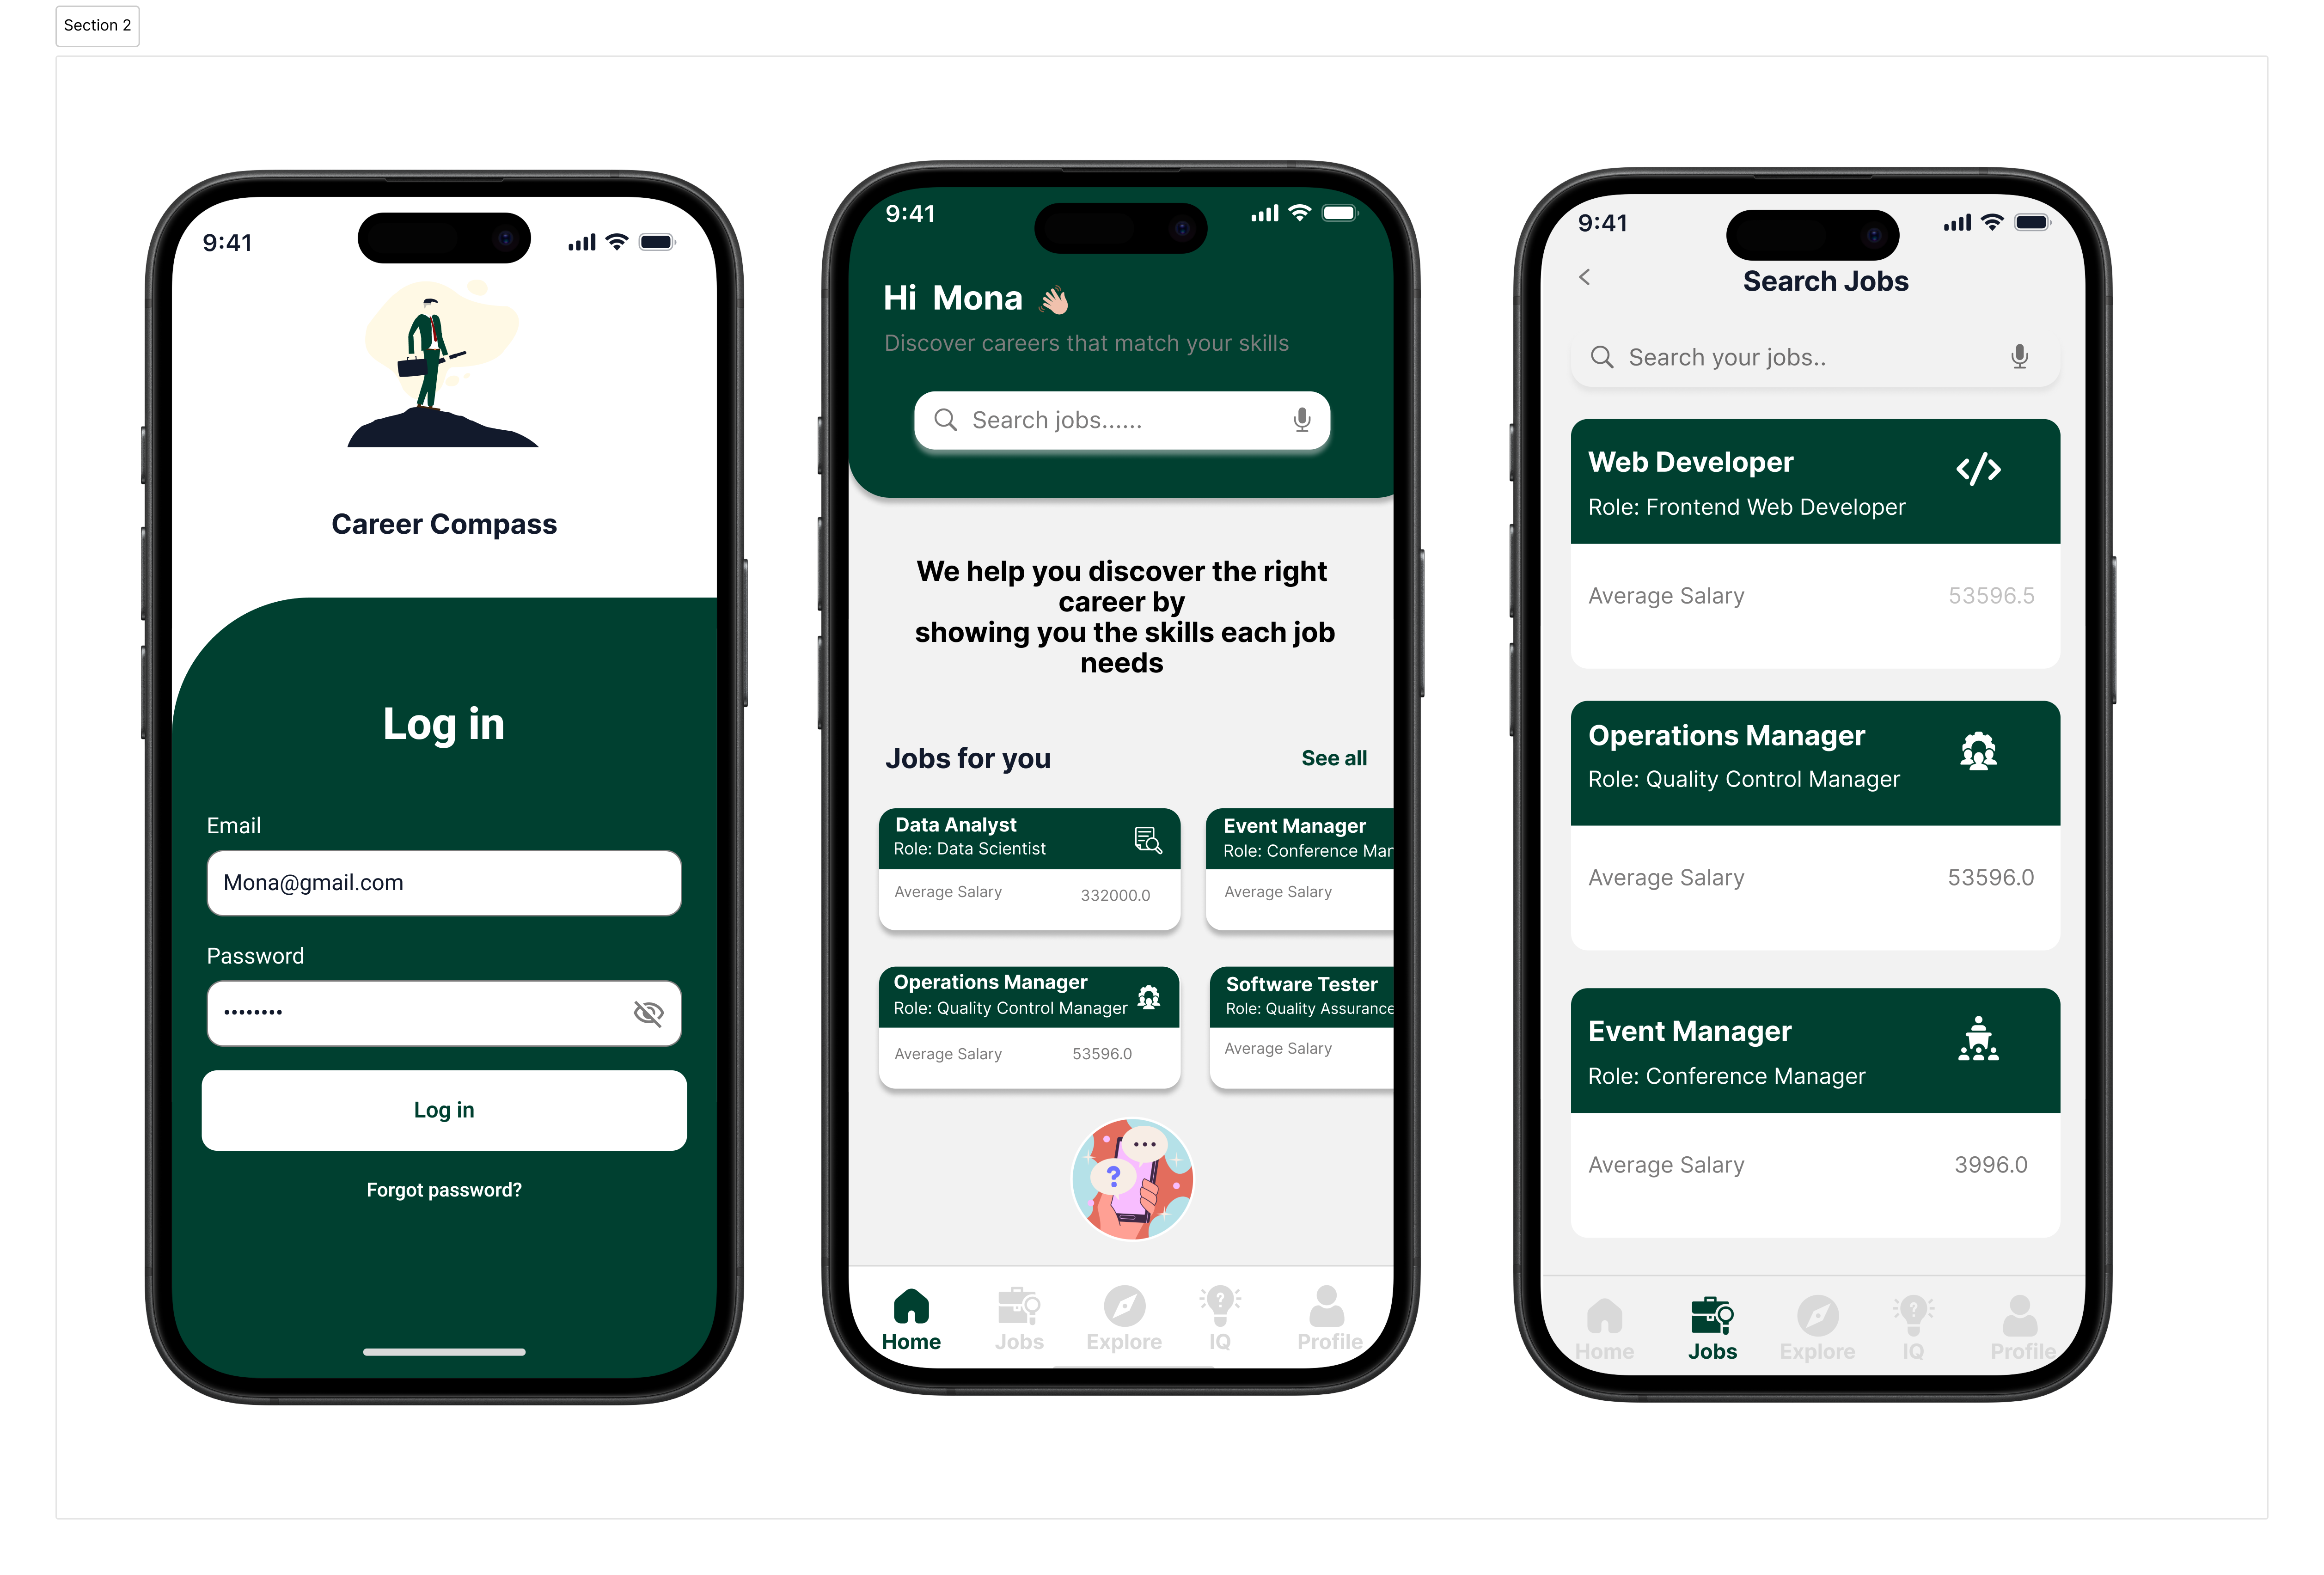 Section 2
9:41
Career Compass
Log in
Email
Mona@gmail.com
Password
••••••••
Log in
Forgot password?
9:41
Hi Mona 👋🏻
Discover careers that match your skills
Search jobs......
We help you discover the right
career by
showing you the skills each job
needs
Jobs for you
See all
Data Analyst
Role: Data Scientist
Average Salary
332000.0
Event Manager
Role: Conference Mar
Average Salary
Operations Manager
Role: Quality Control Manager
Average Salary
53596.0
Software Tester
Role: Quality Assurance
Average Salary
?
Home
Jobs
Explore
?
IQ
Profile
9:41
<
Search Jobs
Search your jobs..
Web Developer
</>
Role: Frontend Web Developer
Average Salary
53596.5
Operations Manager
Role: Quality Control Manager
Average Salary
53596.0
Event Manager
Role: Conference Manager
Average Salary
3996.0
Home
Jobs
Explore
?
IQ
Profile